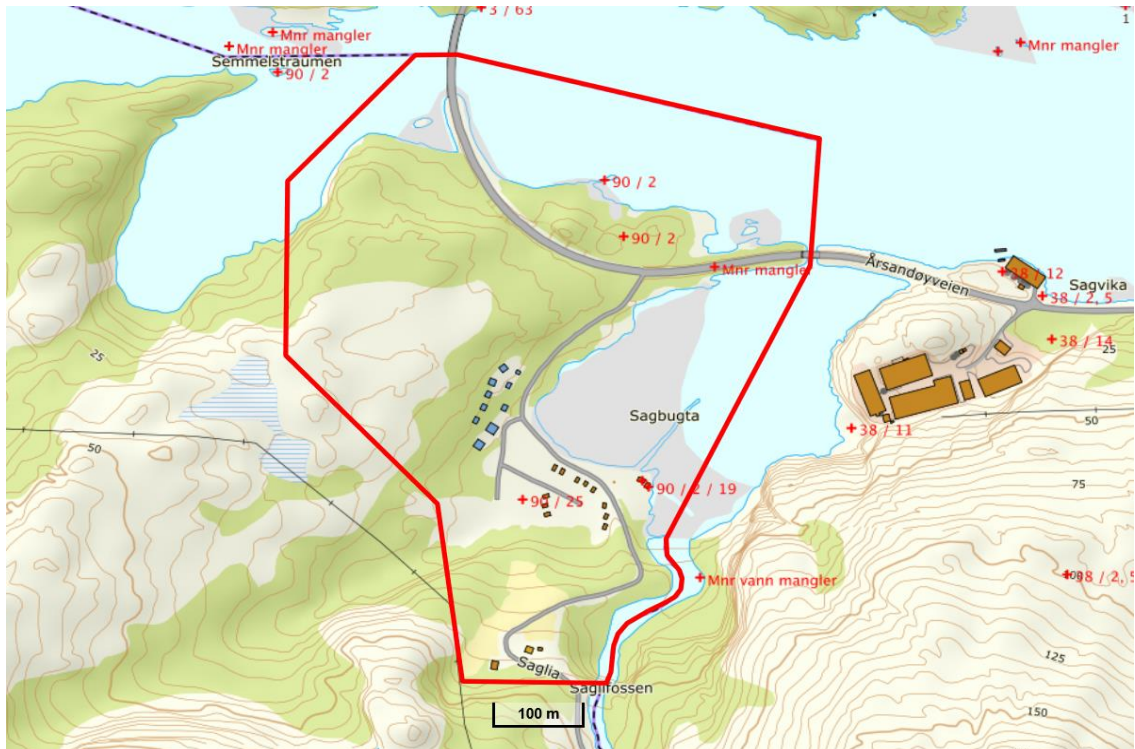 3 / 63
1
Mnr mangler
Mnr mangler
Mnr mangler
Semmelstraumen
90 / 2
90 / 2
90 / 2
Mnr mangler
Årsandøyveien
38 / 12
Sagvika
38 / 2, 5
38 / 14
25
25
Sagbugta
50
38 / 11
50
75
90 / 2 / 19
90 / 25
Mnr vann mangler
38 / 2, 5
125
Saglia
Saglifossen
100 m
150